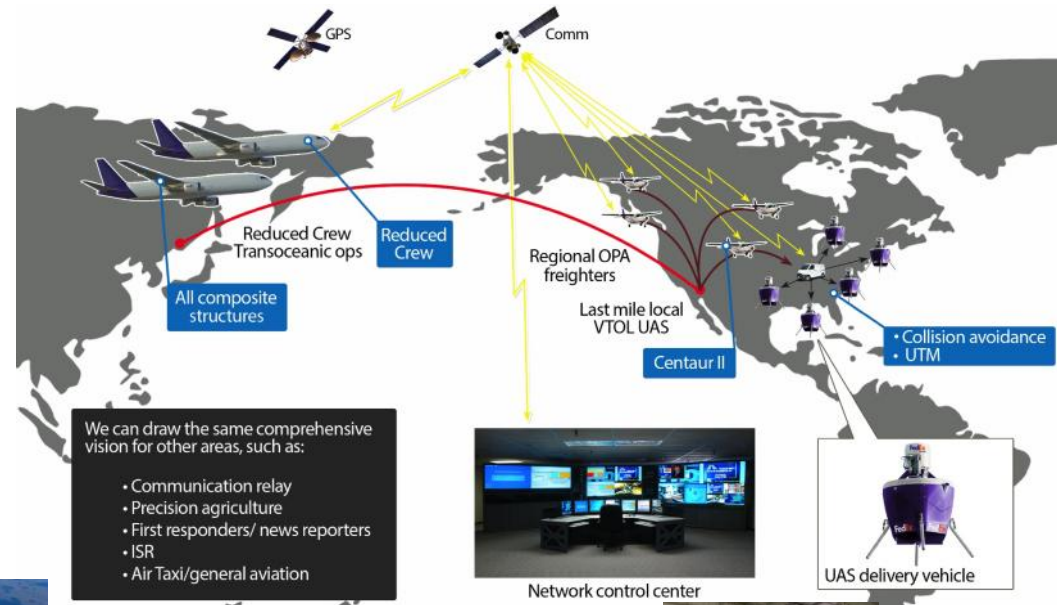 GPS
Comm
Reduced Crew
Transoceanic ops
Reduced
Crew
All composite
structures
Regional OPA
freighters
Last mile local
VTOL UAS
Centaur II
• Collision avoidance
• UTM
We can draw the same comprehensive
vision for other areas, such as:
• Communication relay
• Precision agriculture
• First responders/ news reporters
• ISR
• Air Taxi/general aviation
Network control center
FedEx
FedEx
UAS delivery vehicle